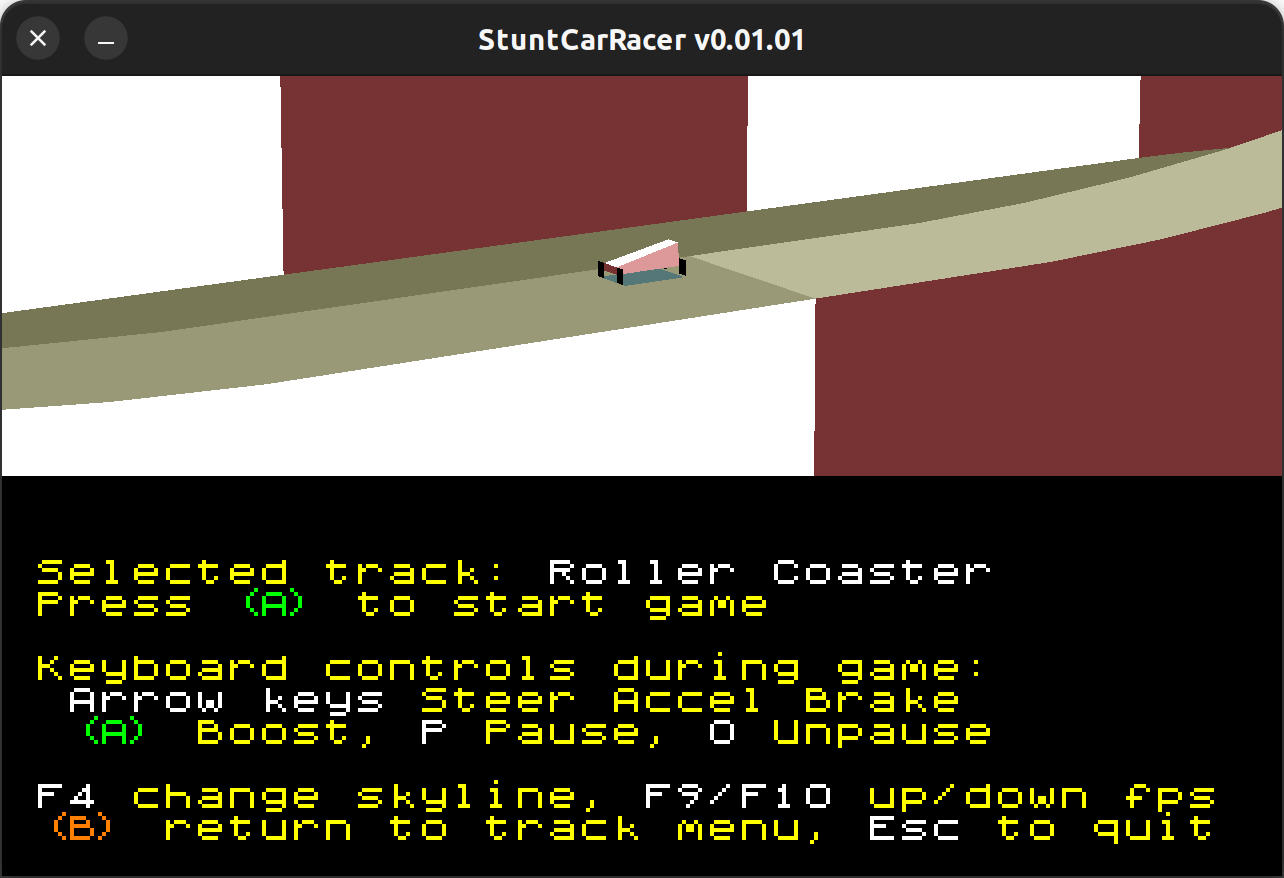 StuntCarRacer v0.01.01
Selected track: Roller Coaster
Press (A) to start game
Keyboard controls during game:
Arrow keys Steer Accel Brake
(A) Boost, P Pause, O Unpause
F4 change skyline, F9/F10 up/down fps
(B) return to track menu, Esc to quit